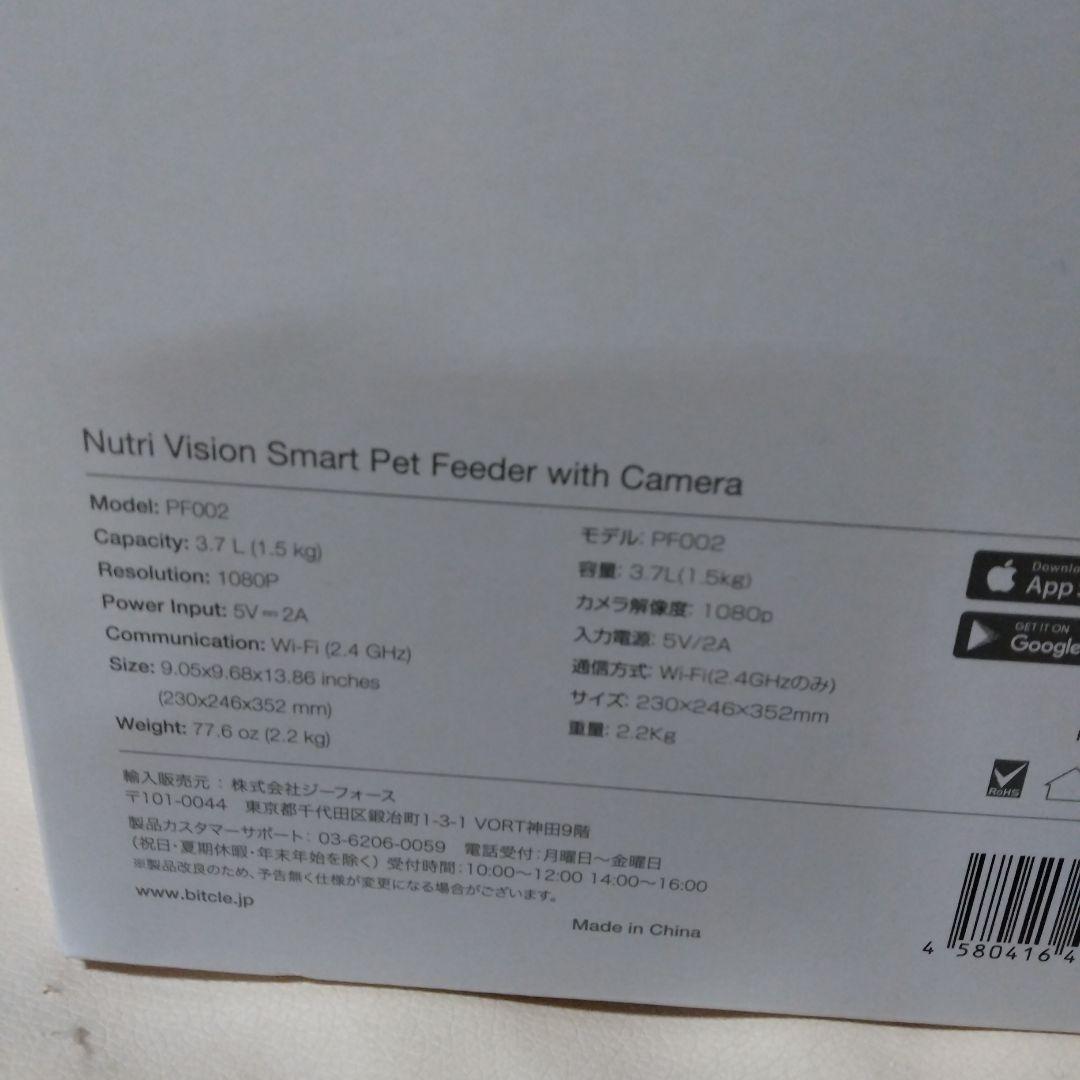 Nutri Vision Smart Pet Feeder with Camera
Model: PF002
Capacity: 3.7 L (1.5 kg)
Resolution: 1080P
Power Input: 5V⎓2A
Communication: Wi-Fi (2.4 GHz)
Size: 9.05x9.68x13.86 inches
(230x246x352 mm)
Weight: 77.6 oz (2.2 kg)
モデル: PF002
容量: 3.7L(1.5kg)
カメラ解像度: 1080p
入力電源: 5V/2A
通信方式: Wi-Fi(2.4GHzのみ)
サイズ: 230×246×352mm
重量: 2.2Kg
App
GET IT ON
Google
RoHS
輸入販売元 : 株式会社ジーフォース
〒101-0044 東京都千代田区鍛冶町1-3-1 VORT神田9階
製品カスタマーサポート: 03-6206-0059 電話受付:月曜日〜金曜日
(祝日・夏期休暇・年末年始を除く) 受付時間:10:00〜12:00 14:00〜16:00
※製品改良のため、予告無く仕様が変更になる場合がございます。
www.bitcle.jp
Made in China
4 580416 4